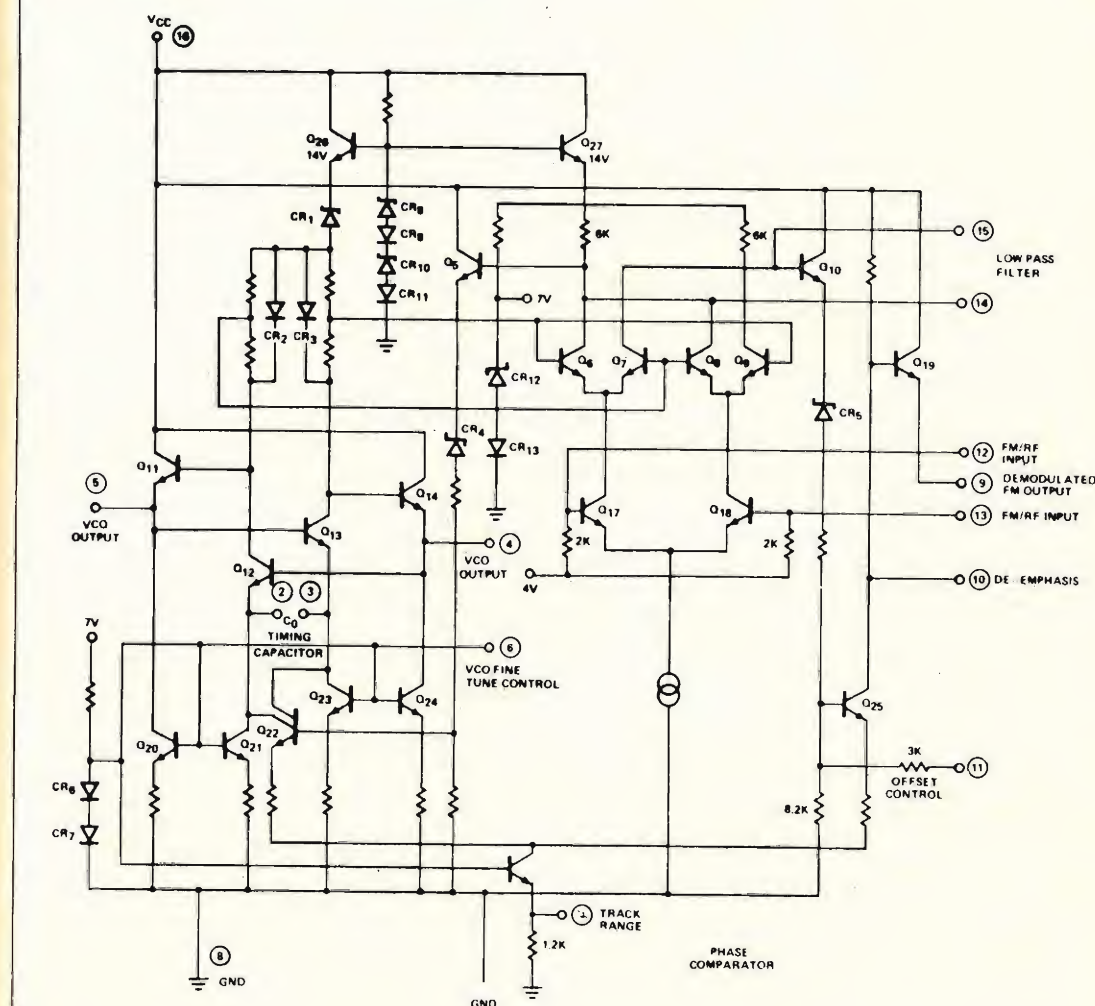 VCC 16
Q26
14V
Q27
14V
CR1
CR9
CR9
CR10
CR11
Q5
6K
6K
7V
Q10
15
LOW PASS
FILTER
14
CR2
CR3
Q6
Q7
Q8
Q9
CR12
CR13
CR4
CR5
Q19
Q11
5
VCO
OUTPUT
Q14
Q13
Q12
4
VCO
OUTPUT
2 3
C0
TIMING
CAPACITOR
12 FM/RF
INPUT
9 DEMODULATED
FM OUTPUT
13 FM/RF INPUT
Q17
Q18
2K
2K
4V
10 DE EMPHASIS
7V
6
VCO FINE
TUNE CONTROL
Q20
Q21
Q22
Q23
Q24
Q25
CR6
CR7
3K
11
OFFSET
CONTROL
8.2K
TRACK
RANGE
1.2K
PHASE
COMPARATOR
8
GND
GND